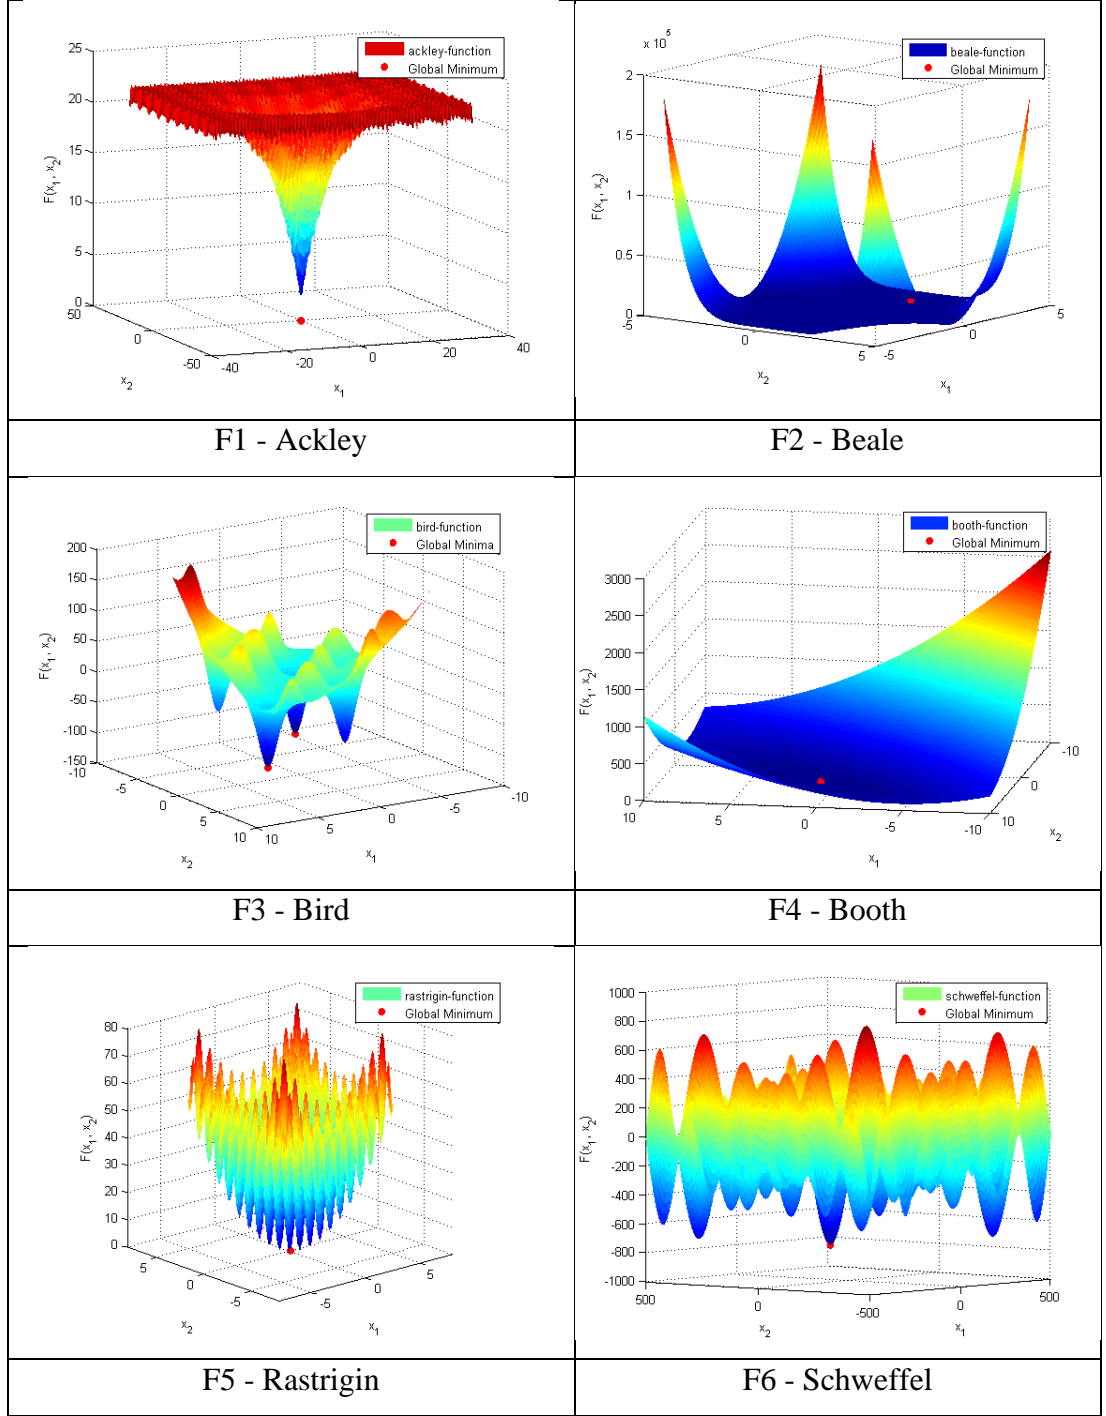 ackley-function
Global Minimum
25
20
15
10
5
0
F(x1, x2)
50
0
-50
x2
-40
-20
0
20
40
x1
F1 - Ackley
x 10^5
beale-function
Global Minimum
2
1.5
1
0.5
0
F(x1, x2)
-5
0
5
x2
-5
0
5
x1
F2 - Beale
bird-function
Global Minima
200
150
100
50
0
-50
-100
-150
F(x1, x2)
-10
-5
0
5
10
x2
10
5
0
-5
-10
x1
F3 - Bird
booth-function
Global Minimum
3000
2500
2000
1500
1000
500
0
F(x1, x2)
10
5
0
-5
-10
x1
10
0
-10
x2
F4 - Booth
rastrigin-function
Global Minimum
80
70
60
50
40
30
20
10
0
F(x1, x2)
5
0
-5
x2
-5
0
5
x1
F5 - Rastrigin
schweffel-function
Global Minimum
1000
800
600
400
200
0
-200
-400
-600
-800
-1000
F(x1, x2)
500
0
-500
x2
0
500
x1
F6 - Schweffel